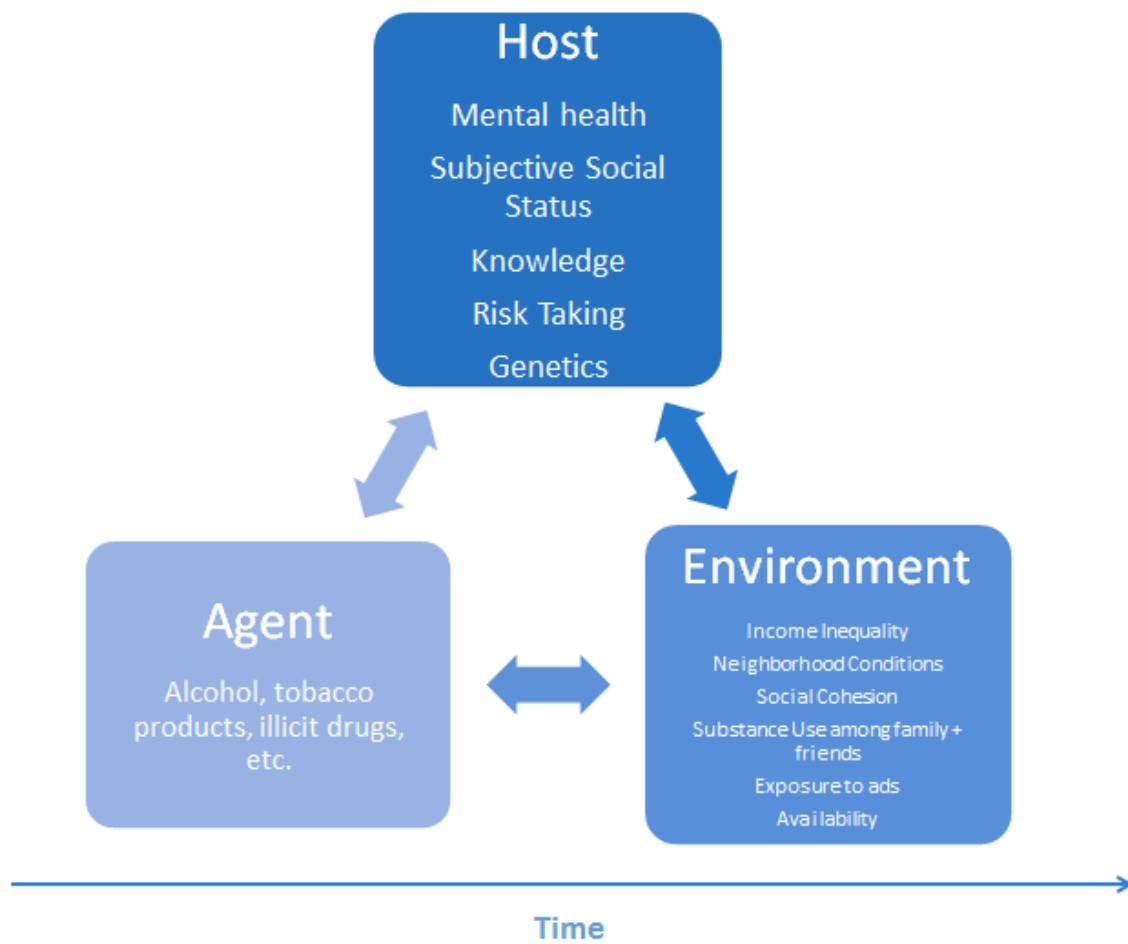 Host
Mental health
Subjective Social
Status
Knowledge
Risk Taking
Genetics
Agent
Alcohol, tobacco
products, illicit drugs,
etc.
Environment
Income Inequality
Neighborhood Conditions
Social Cohesion
Substance Use among family +
friends
Exposure to ads
Availability
Time